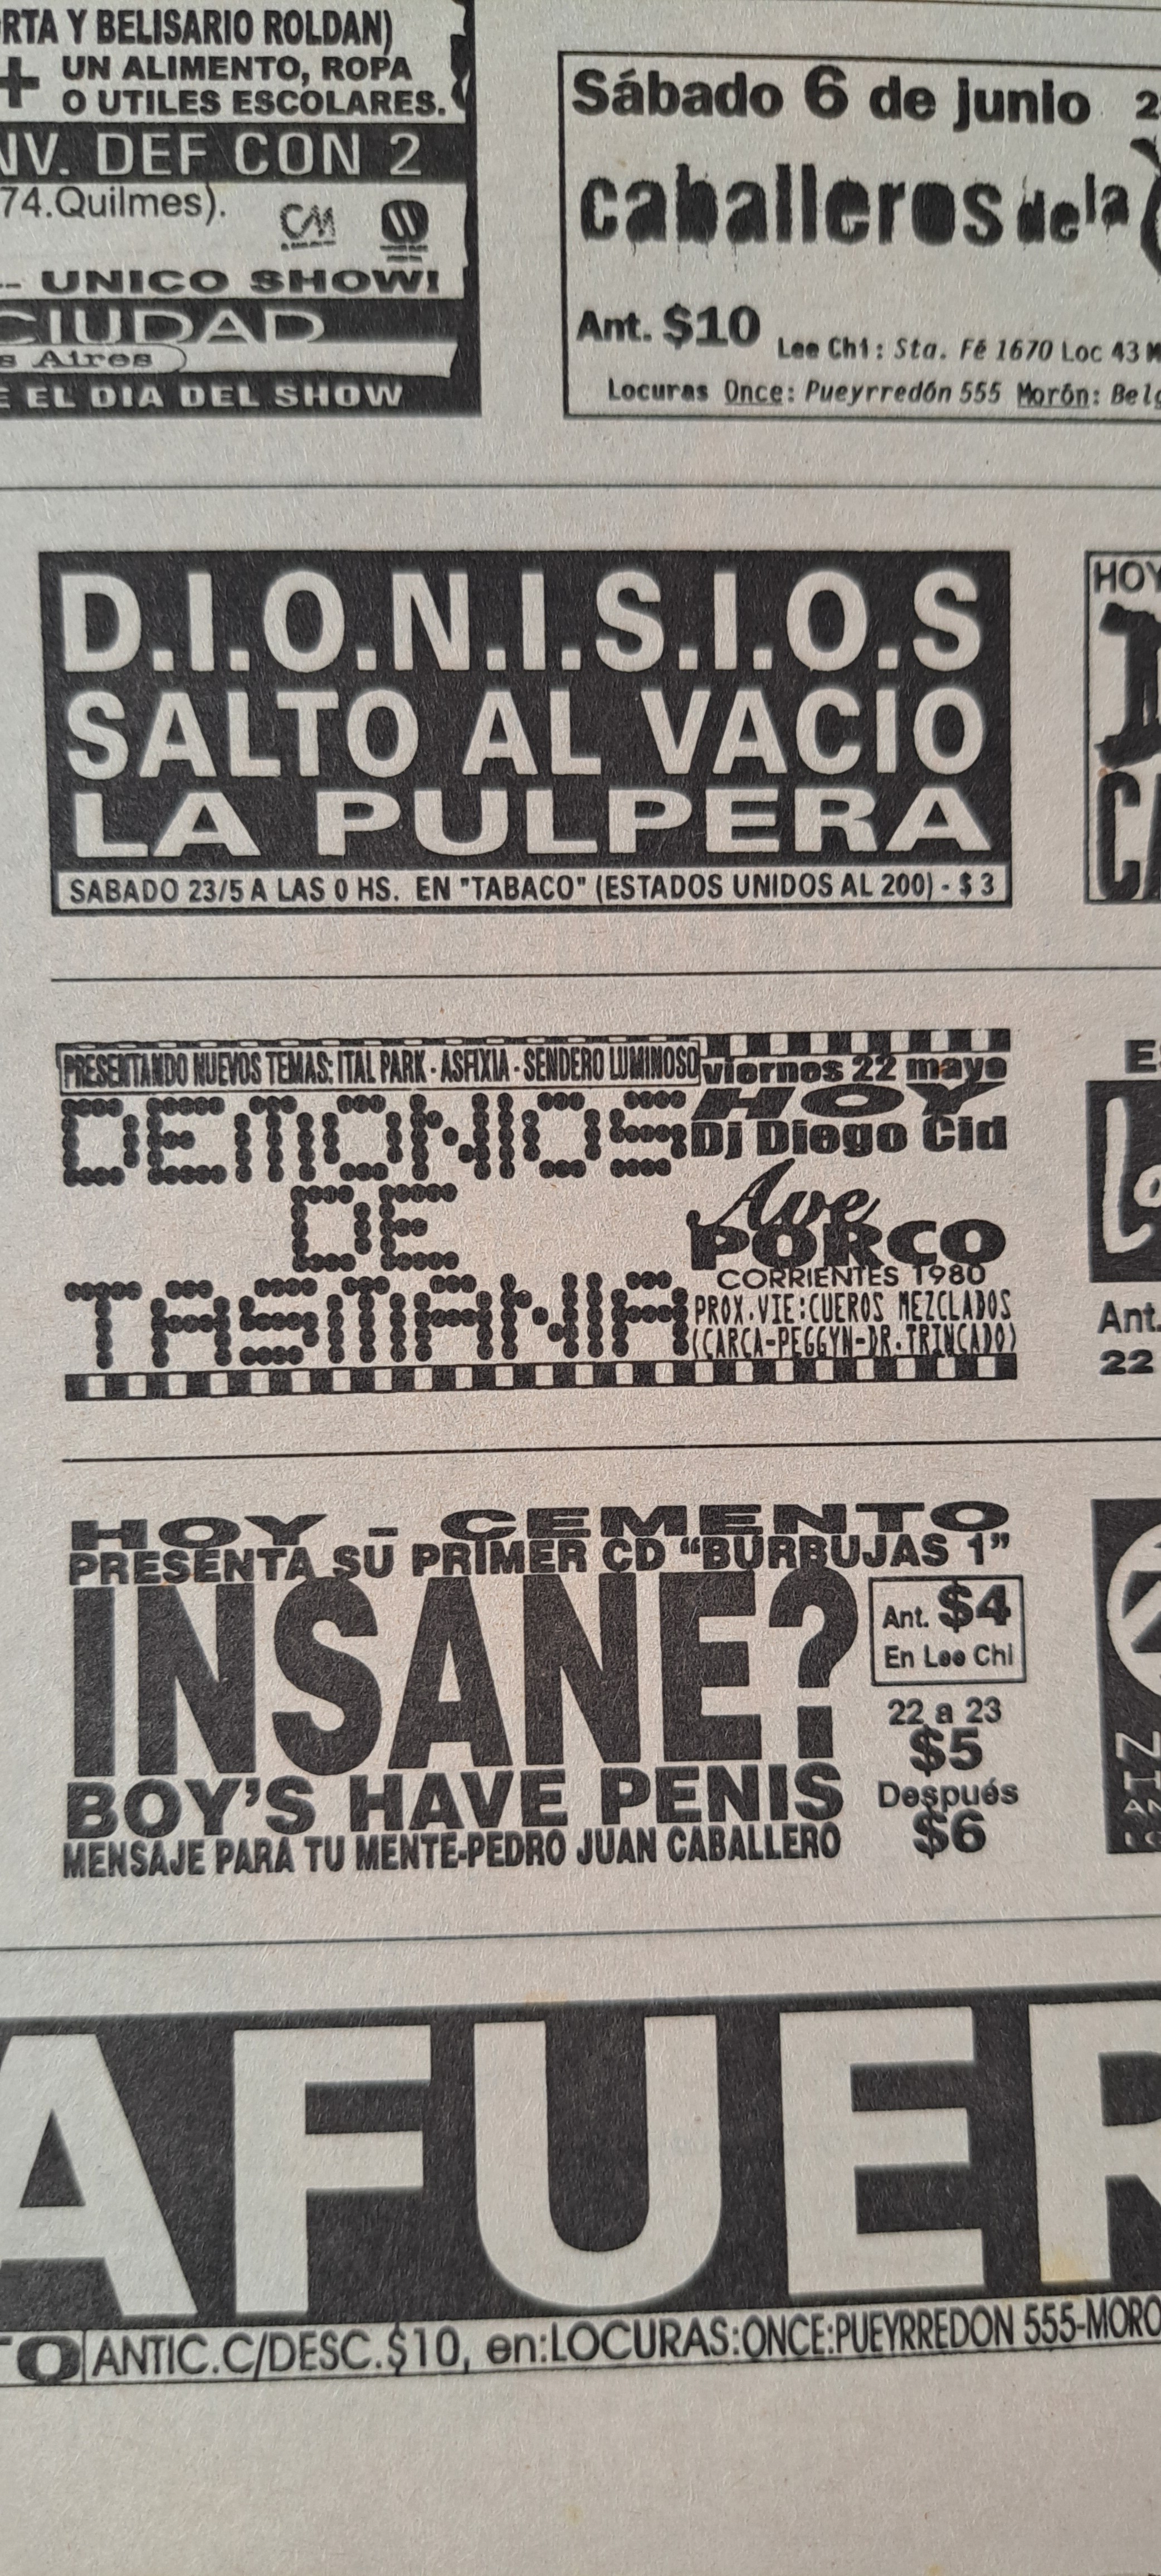 RTA Y BELISARIO ROLDAN)
+ UN ALIMENTO, ROPA
O UTILES ESCOLARES.
NV. DEF CON 2
74.Quilmes).
CM
-- UNICO SHOW!
CIUDAD
s Aires
E EL DIA DEL SHOW
Sábado 6 de junio 2
caballeros de la
Ant. $10 Lee Chi: Sta. Fé 1670 Loc 43 M
Locuras Once: Pueyrredón 555 Morón: Belg
D.I.O.N.I.S.I.O.S
SALTO AL VACIO
LA PULPERA
SABADO 23/5 A LAS 0 HS. EN "TABACO" (ESTADOS UNIDOS AL 200) - $ 3
HOY
PRESENTANDO NUEVOS TEMAS: ITAL PARK - ASFIXIA - SENDERO LUMINOSO
DEMONIOS
DE
TASMANIA
viernes 22 mayo
HOY
Dj Diego Cid
Ave
PORCO
CORRIENTES 1980
PROX.VIE:CUEROS MEZCLADOS
(CARCA-PEGGYN-DR.TRINCADO)
Ant.
22
HOY - CEMENTO
PRESENTA SU PRIMER CD “BURBUJAS 1”
INSANE?
BOY'S HAVE PENIS
MENSAJE PARA TU MENTE-PEDRO JUAN CABALLERO
Ant. $4
En Lee Chi
22 a 23
$5
Después
$6
AFUER
TO ANTIC.C/DESC.$10, en:LOCURAS:ONCE:PUEYRREDON 555-MORO